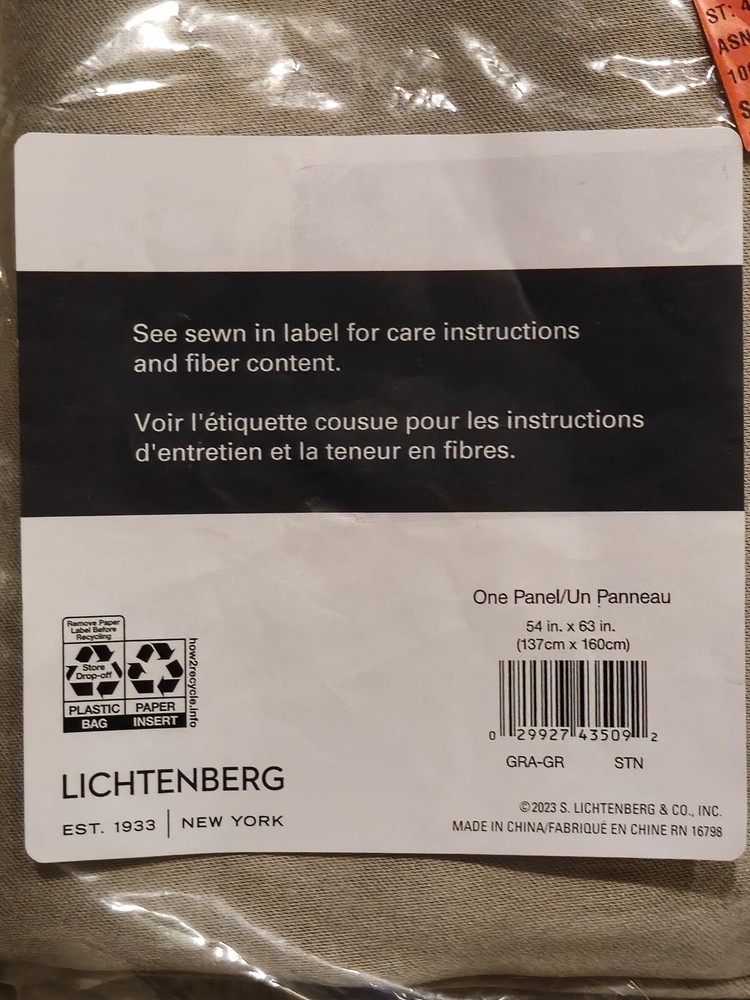 ST: 4
ASN
See sewn in label for care instructions
and fiber content.
Voir l'étiquette cousue pour les instructions
d'entretien et la teneur en fibres.
One Panel/Un Panneau
54 in. x 63 in.
(137cm x 160cm)
0 29927 43509 2
GRA-GR STN
Remove Paper
Label Before
Recycling
Store
Drop-off
PLASTIC
BAG
PAPER
INSERT
how2recycle.info
LICHTENBERG
EST. 1933 | NEW YORK
©2023 S. LICHTENBERG & CO., INC.
MADE IN CHINA/FABRIQUÉ EN CHINE RN 16798